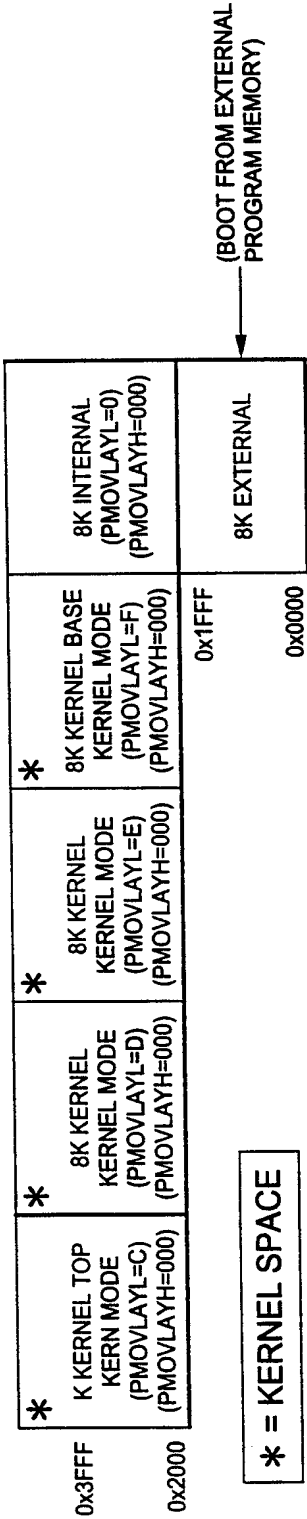 0x3FFF
0x2000
*
K KERNEL TOP
KERN MODE
(PMOVLAYL=C)
(PMOVLAYH=000)
*
8K KERNEL
KERNEL MODE
(PMOVLAYL=D)
(PMOVLAYH=000)
*
8K KERNEL
KERNEL MODE
(PMOVLAYL=E)
(PMOVLAYH=000)
*
8K KERNEL BASE
KERNEL MODE
(PMOVLAYL=F)
(PMOVLAYH=000)
8K INTERNAL
(PMOVLAYL=0)
(PMOVLAYH=000)
0x1FFF
0x0000
8K EXTERNAL
(BOOT FROM EXTERNAL
PROGRAM MEMORY)
* = KERNEL SPACE